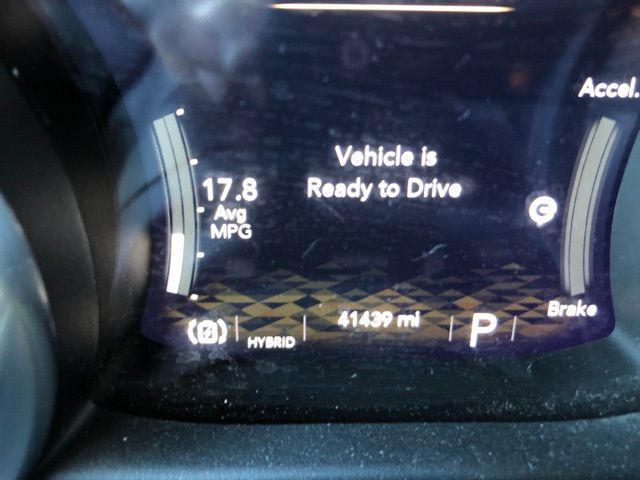 Accel.
Vehicle is
Ready to Drive
17.8
Avg
MPG
C
Brake
HYBRID
41439 mi
P